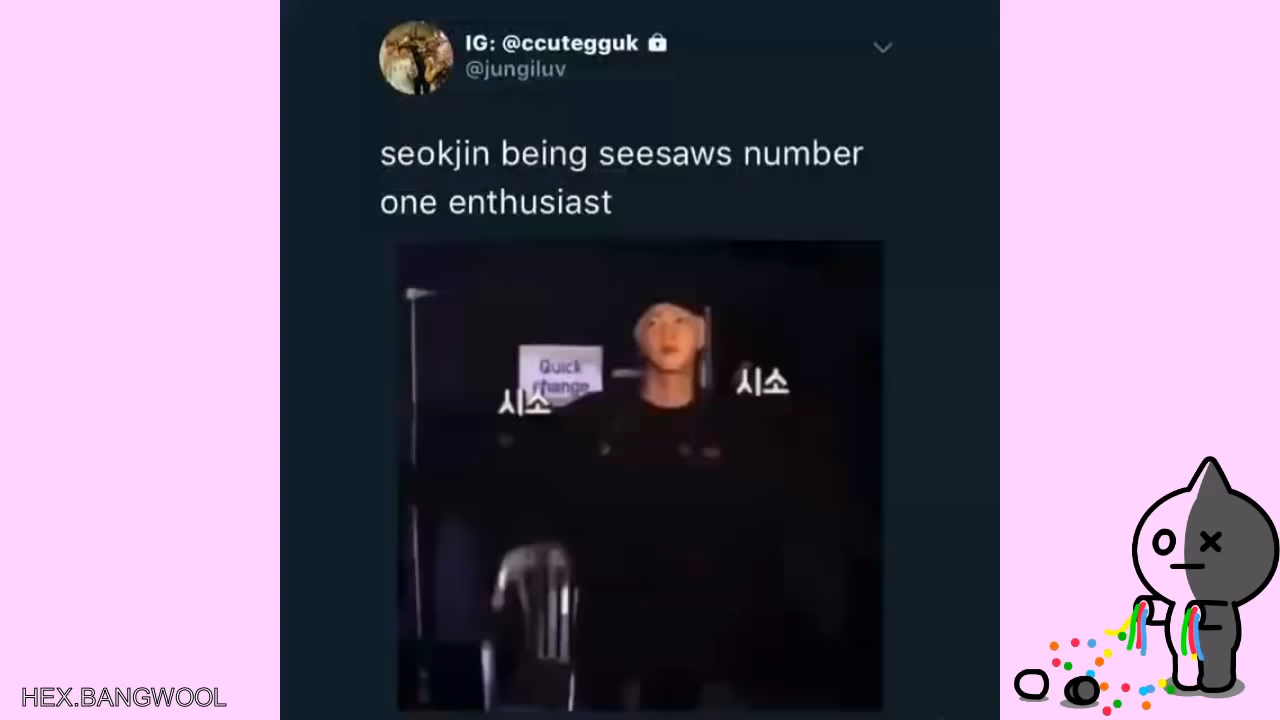 IG: @ccutegguk
@jungiluv
seokjin being seesaws number
one enthusiast
Quick
change
시소
시소
HEX.BANGWOOL